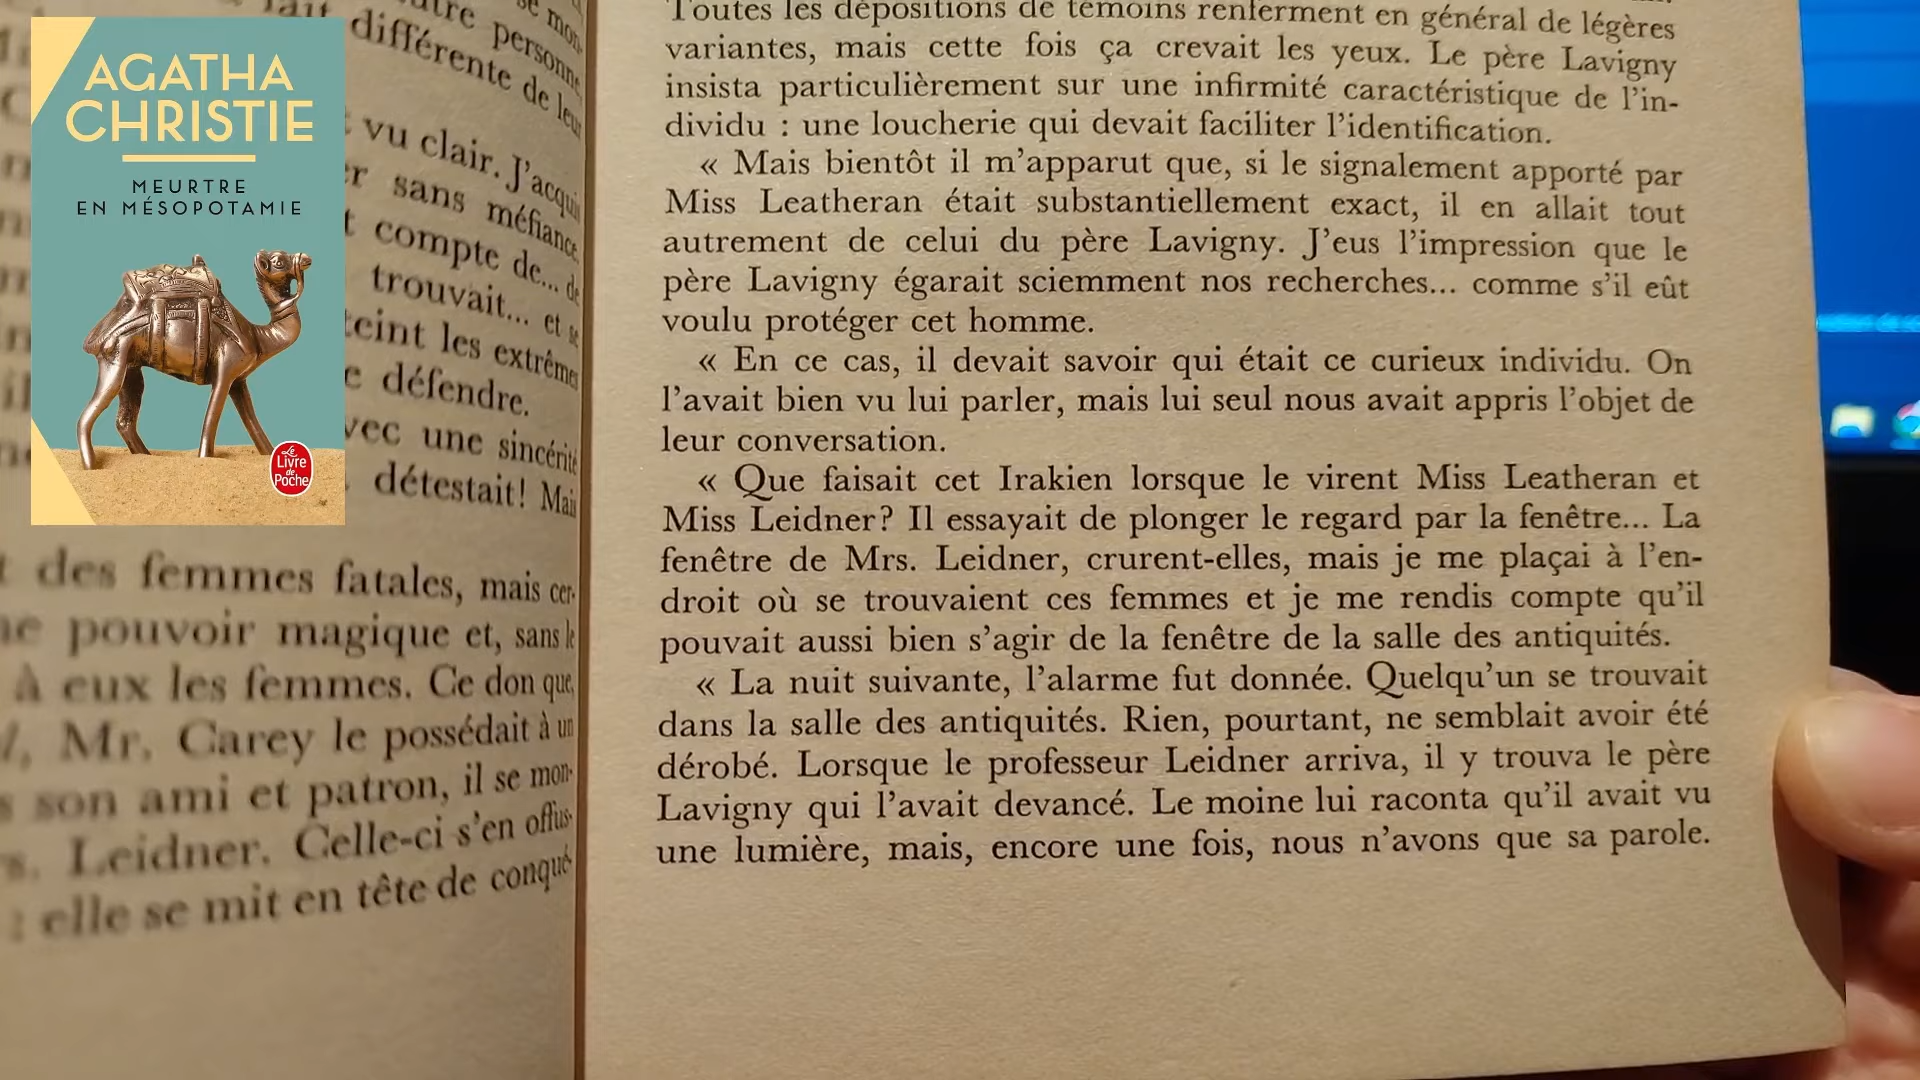 AGATHA
CHRISTIE
MEURTRE
EN MÉSOPOTAMIE
Le
Livre
de
Poche
se mon-
personne,
différente de leur
vu clair. J'acquis
sans méfiance,
compte de... de
trouvait... et se
les extrêmes
défendre.
une sincérité
détestait! Mais
des femmes fatales, mais cer-
pouvoir magique et, sans le
à eux les femmes. Ce don que,
Mr. Carey le possédait à un
son ami et patron, il se mon-
Leidner. Celle-ci s'en offus-
: elle se mit en tête de conqué-
Toutes les dépositions de témoins renferment en général de légères
variantes, mais cette fois ça crevait les yeux. Le père Lavigny
insista particulièrement sur une infirmité caractéristique de l'in-
dividu : une loucherie qui devait faciliter l'identification.
« Mais bientôt il m'apparut que, si le signalement apporté par
Miss Leatheran était substantiellement exact, il en allait tout
autrement de celui du père Lavigny. J'eus l'impression que le
père Lavigny égarait sciemment nos recherches... comme s'il eût
voulu protéger cet homme.
« En ce cas, il devait savoir qui était ce curieux individu. On
l'avait bien vu lui parler, mais lui seul nous avait appris l'objet de
leur conversation.
« Que faisait cet Irakien lorsque le virent Miss Leatheran et
Miss Leidner? Il essayait de plonger le regard par la fenêtre... La
fenêtre de Mrs. Leidner, crurent-elles, mais je me plaçai à l'en-
droit où se trouvaient ces femmes et je me rendis compte qu'il
pouvait aussi bien s'agir de la fenêtre de la salle des antiquités.
« La nuit suivante, l'alarme fut donnée. Quelqu'un se trouvait
dans la salle des antiquités. Rien, pourtant, ne semblait avoir été
dérobé. Lorsque le professeur Leidner arriva, il y trouva le père
Lavigny qui l'avait devancé. Le moine lui raconta qu'il avait vu
une lumière, mais, encore une fois, nous n'avons que sa parole.